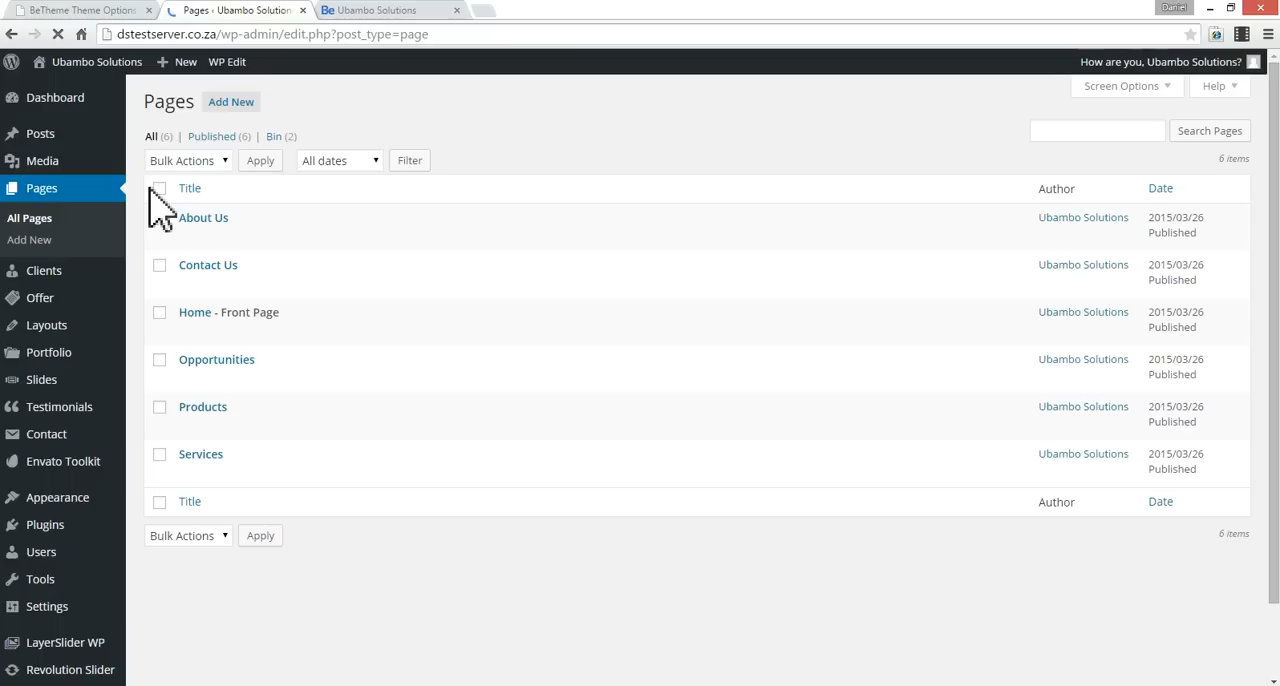 BeTheme Theme Options
Pages ‹ Ubambo Solution
Be Ubambo Solutions
Daniel
dstestserver.co.za/wp-admin/edit.php?post_type=page
Ubambo Solutions
New
WP Edit
How are you, Ubambo Solutions?
Screen Options
Help
Pages
Add New
All (6) | Published (6) | Bin (2)
Search Pages
Bulk Actions
Apply
All dates
Filter
6 items
Title
Author
Date
About Us
Ubambo Solutions
2015/03/26
Published
Contact Us
Ubambo Solutions
2015/03/26
Published
Home - Front Page
Ubambo Solutions
2015/03/26
Published
Opportunities
Ubambo Solutions
2015/03/26
Published
Products
Ubambo Solutions
2015/03/26
Published
Services
Ubambo Solutions
2015/03/26
Published
Title
Author
Date
Bulk Actions
Apply
6 items
Dashboard
Posts
Media
Pages
All Pages
Add New
Clients
Offer
Layouts
Portfolio
Slides
Testimonials
Contact
Envato Toolkit
Appearance
Plugins
Users
Tools
Settings
LayerSlider WP
Revolution Slider